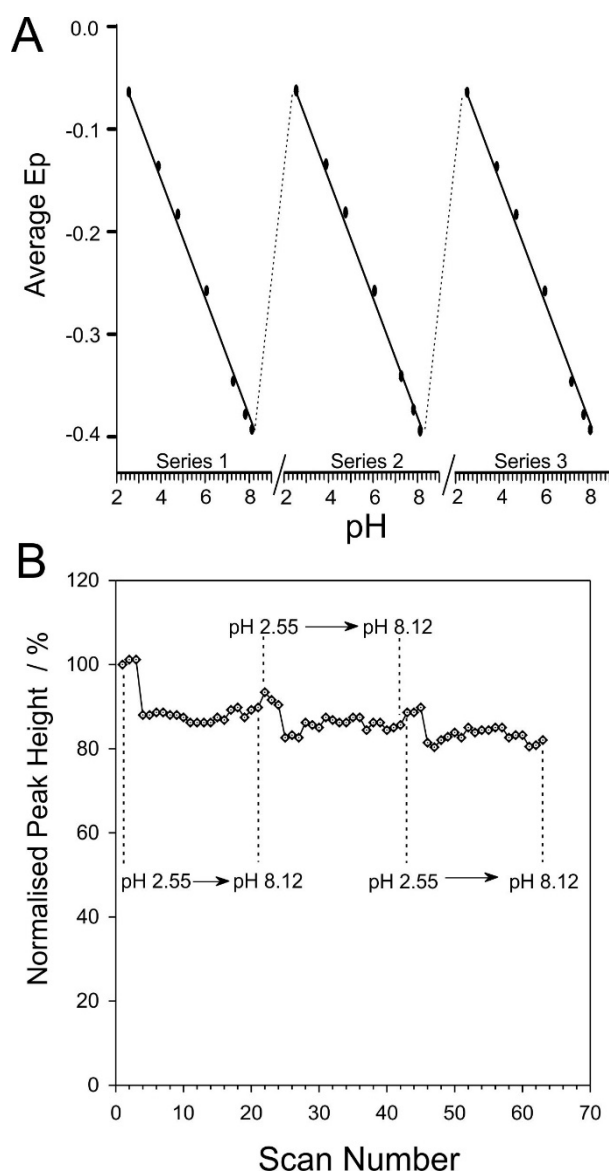 A
0.0
-0.1
-0.2
-0.3
-0.4
Average Ep
Series 1 Series 2 Series 3
2 4 6 8 2 4 6 8 2 4 6 8
pH
B
120
100
80
60
40
20
0
Normalised Peak Height / %
pH 2.55 pH 8.12
pH 2.55 pH 8.12 pH 2.55 pH 8.12
0 10 20 30 40 50 60 70
Scan Number